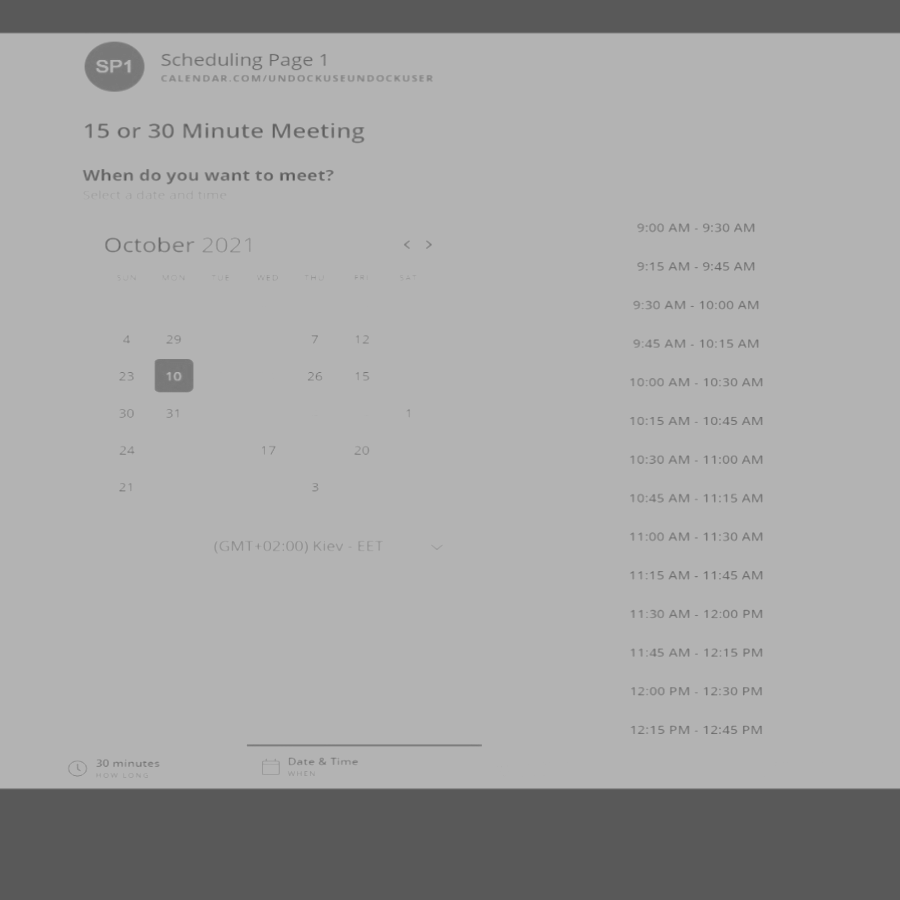 SP1
Scheduling Page 1
CALENDAR.COM/UNDOCKUSEUNDOCKUSER
15 or 30 Minute Meeting
When do you want to meet?
Select a date and time
October 2021 < >
SUN MON TUE WED THU FRI SAT
4 29 7 12
23 10 26 15
30 31 1
24 17 20
21 3
(GMT+02:00) Kiev - EET
9:00 AM - 9:30 AM
9:15 AM - 9:45 AM
9:30 AM - 10:00 AM
9:45 AM - 10:15 AM
10:00 AM - 10:30 AM
10:15 AM - 10:45 AM
10:30 AM - 11:00 AM
10:45 AM - 11:15 AM
11:00 AM - 11:30 AM
11:15 AM - 11:45 AM
11:30 AM - 12:00 PM
11:45 AM - 12:15 PM
12:00 PM - 12:30 PM
12:15 PM - 12:45 PM
30 minutes
HOW LONG
Date & Time
WHEN